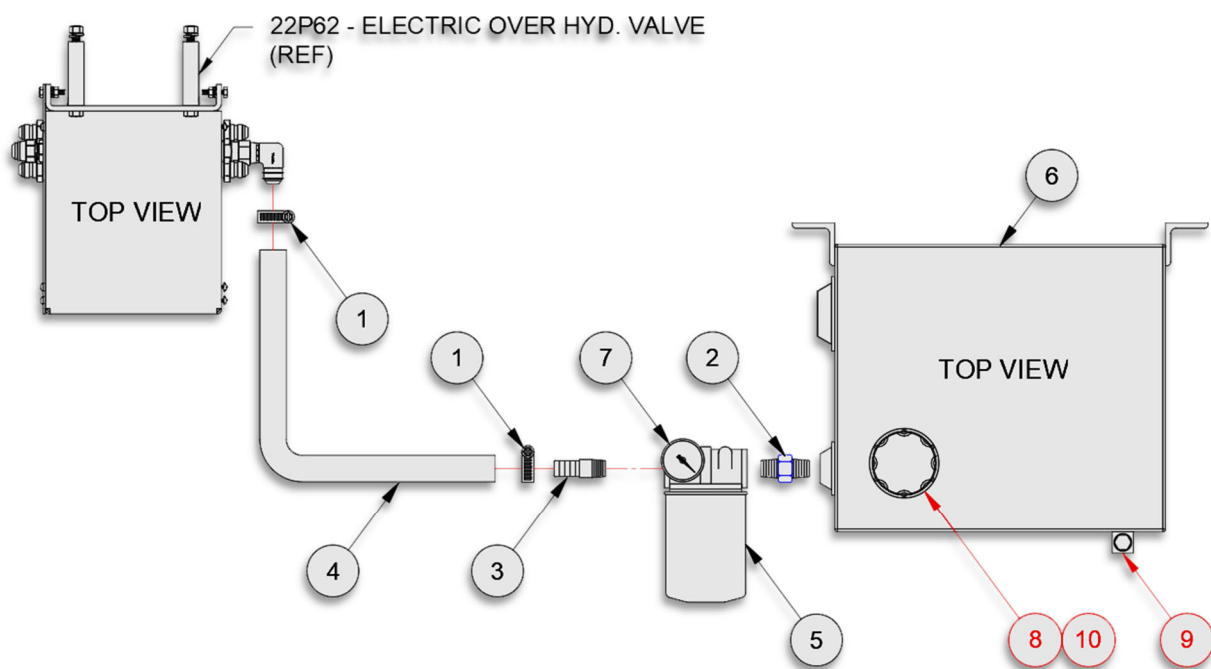 22P62 - ELECTRIC OVER HYD. VALVE
(REF)
TOP VIEW
6
1
1
7
2
TOP VIEW
4
3
5
8
10
9